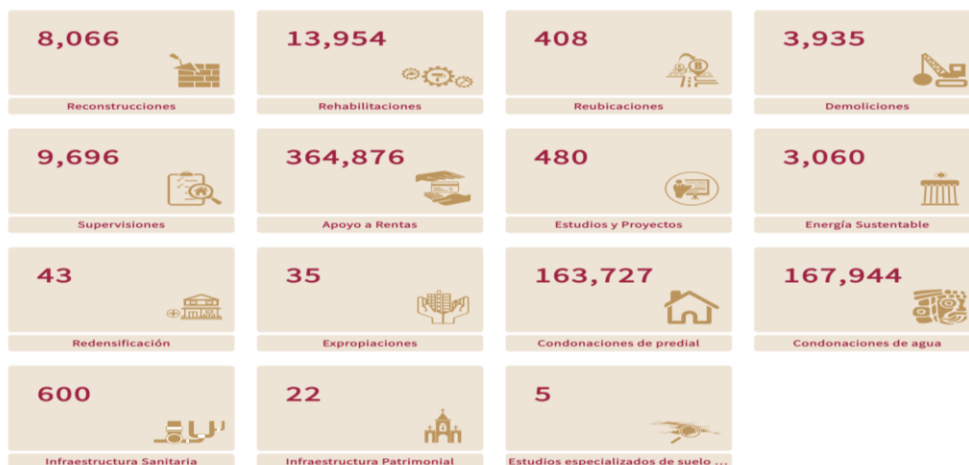 8,066
Reconstrucciones
13,954
Rehabilitaciones
408
Reubicaciones
3,935
Demoliciones
9,696
Supervisiones
364,876
Apoyo a Rentas
480
Estudios y Proyectos
3,060
Energía Sustentable
43
Redensificación
35
Expropiaciones
163,727
Condonaciones de predial
167,944
Condonaciones de agua
600
Infraestructura Sanitaria
22
Infraestructura Patrimonial
5
Estudios especializados de suelo ...